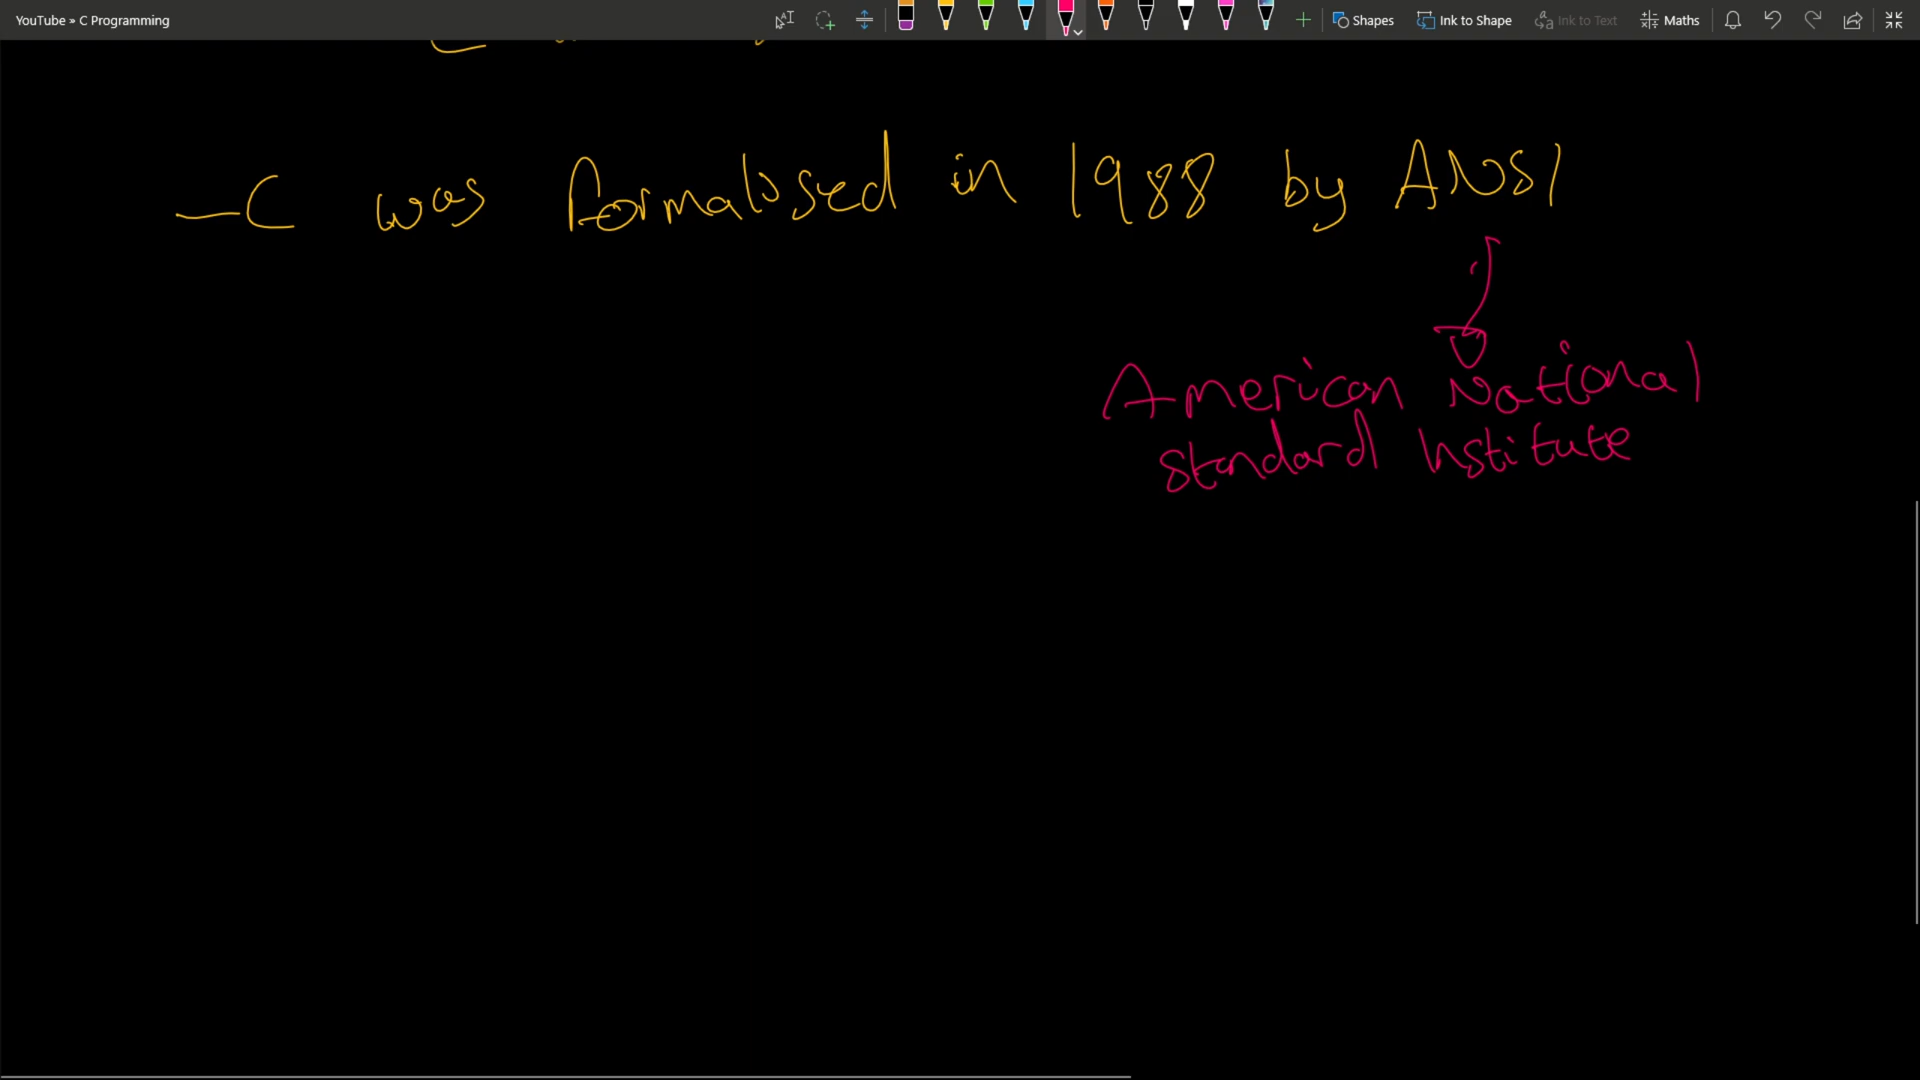 YouTube » C Programming
Shapes
Ink to Shape
Ink to Text
Maths
—C was formalised in 1988 by ANSI
American National
Standard Institute